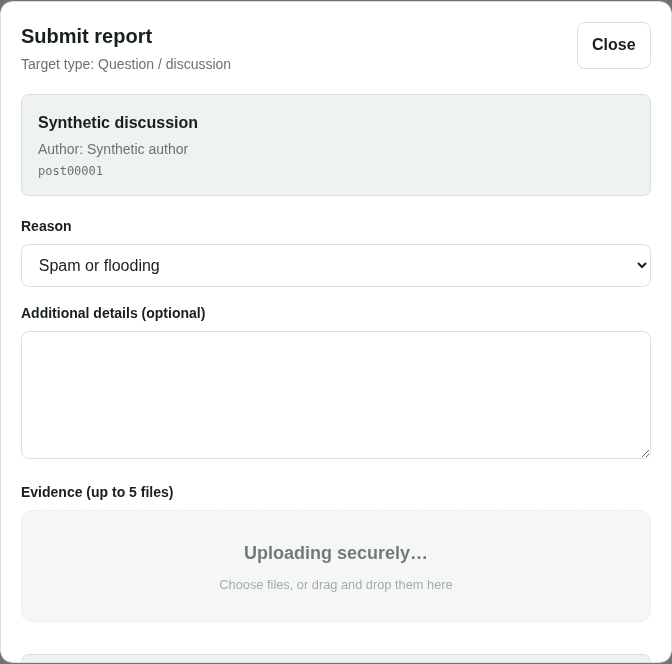 Submit report
Close
Target type: Question / discussion
Synthetic discussion
Author: Synthetic author
post00001
Reason
Spam or flooding
Additional details (optional)
Evidence (up to 5 files)
Uploading securely…
Choose files, or drag and drop them here